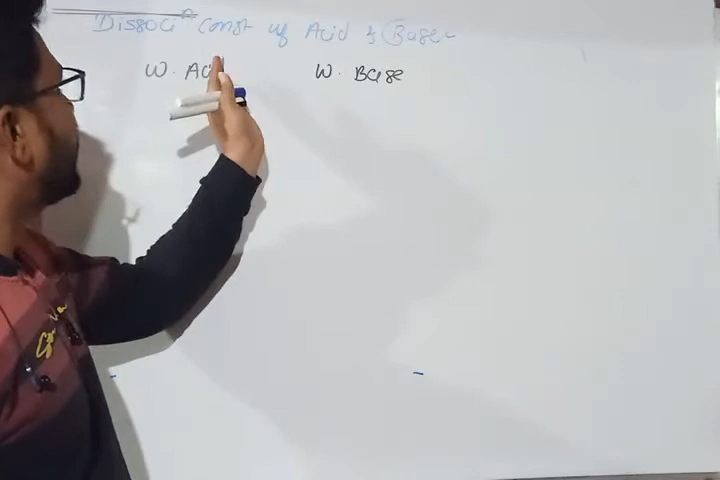 Dissociⁿ Const of Acid & Base
W. Ac W. Base